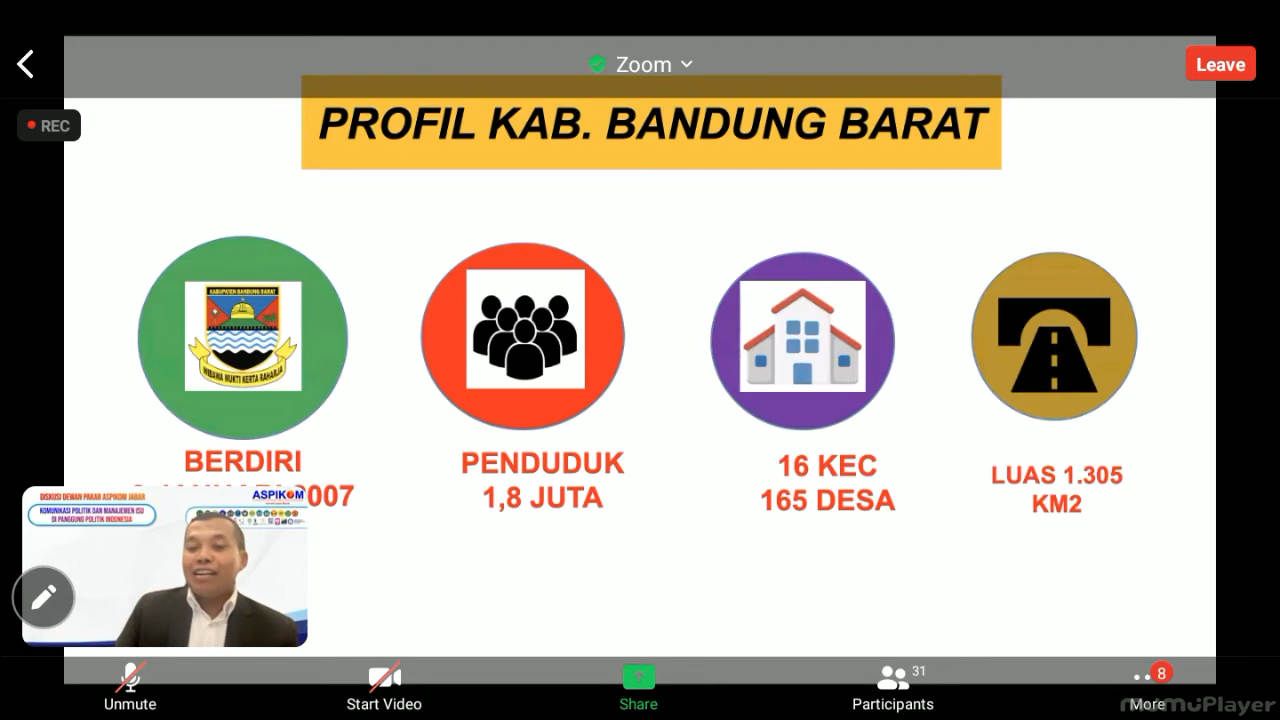 Zoom
Leave
REC
PROFIL KAB. BANDUNG BARAT
KABUPATEN BANDUNG BARAT
WIBAWA MUKTI KERTA RAHARJA
BERDIRI
2007
PENDUDUK
1,8 JUTA
16 KEC
165 DESA
LUAS 1.305
KM2
DISKUSI DEWAN PAKAR ASPIKOM JABAR
KOMUNIKASI POLITIK DAN MANAJEMEN ISU
DI PANGGUNG POLITIK INDONESIA
ASPIKOM
Unmute
Start Video
Share
Participants
31
More
8
MuMuPlayer